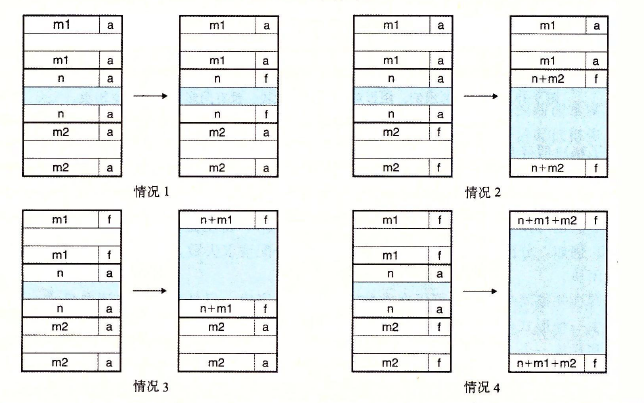 m1 a
m1 a
n a
n a
m2 a
m2 a
m1 a
m1 a
n f
n f
m2 a
m2 a
情况 1
m1 a
m1 a
n a
n a
m2 f
m2 f
m1 a
m1 a
n+m2 f
n+m2 f
情况 2
m1 f
m1 f
n a
n a
m2 a
m2 a
n+m1 f
n+m1 f
m2 a
m2 a
情况 3
m1 f
m1 f
n a
n a
m2 f
m2 f
n+m1+m2 f
n+m1+m2 f
情况 4